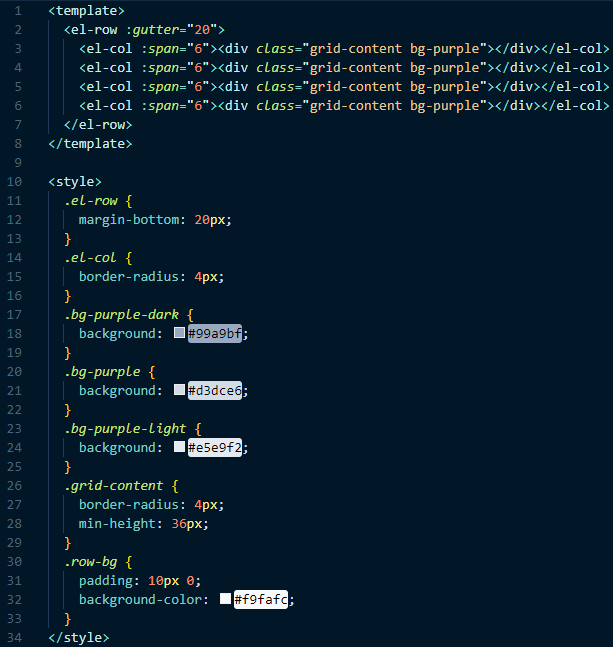 1 <template>
2 <el-row :gutter="20">
3 <el-col :span="6"><div class="grid-content bg-purple"></div></el-col>
4 <el-col :span="6"><div class="grid-content bg-purple"></div></el-col>
5 <el-col :span="6"><div class="grid-content bg-purple"></div></el-col>
6 <el-col :span="6"><div class="grid-content bg-purple"></div></el-col>
7 </el-row>
8 </template>
9
10 <style>
11 .el-row {
12 margin-bottom: 20px;
13 }
14 .el-col {
15 border-radius: 4px;
16 }
17 .bg-purple-dark {
18 background: #99a9bf;
19 }
20 .bg-purple {
21 background: #d3dce6;
22 }
23 .bg-purple-light {
24 background: #e5e9f2;
25 }
26 .grid-content {
27 border-radius: 4px;
28 min-height: 36px;
29 }
30 .row-bg {
31 padding: 10px 0;
32 background-color: #f9fafc;
33 }
34 </style>